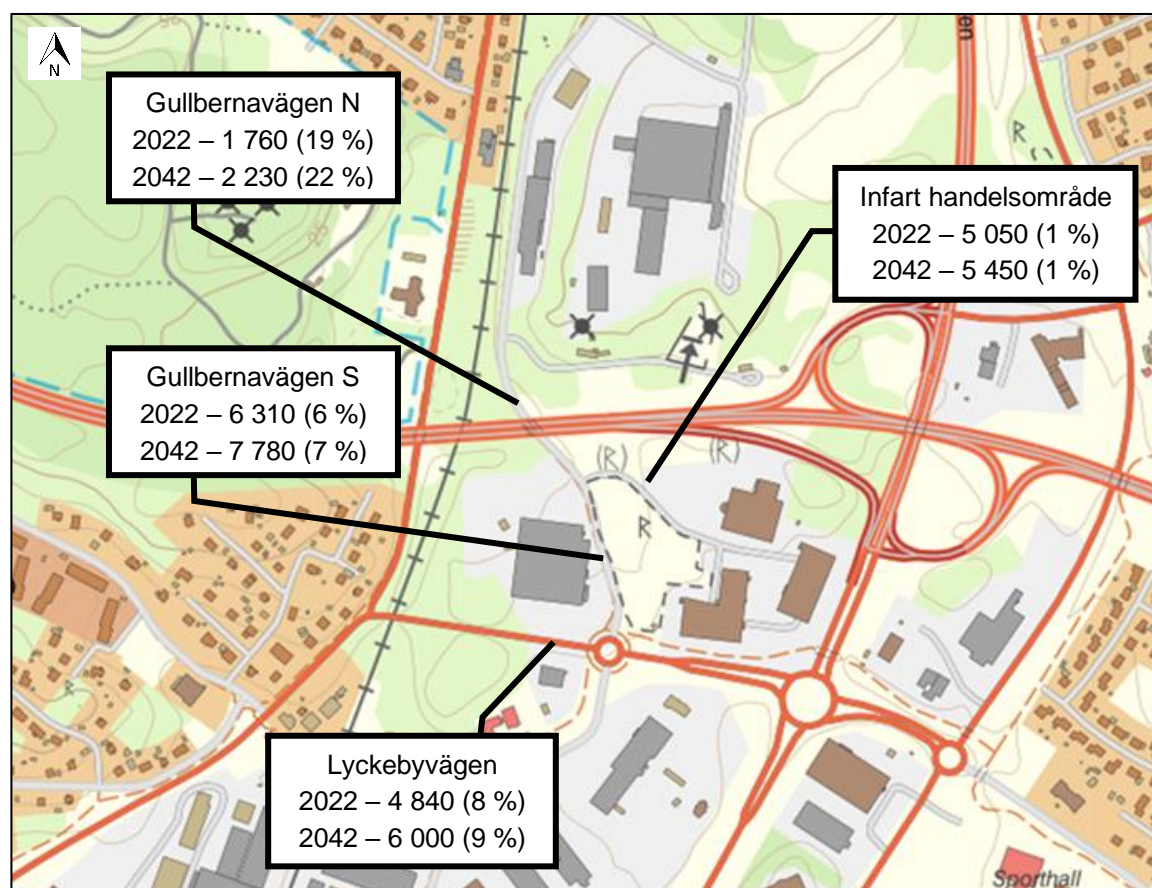 N
en
Gullbernavägen N
2022 – 1 760 (19 %)
2042 – 2 230 (22 %)
R
Infart handelsområde
2022 – 5 050 (1 %)
2042 – 5 450 (1 %)
Gullbernavägen S
2022 – 6 310 (6 %)
2042 – 7 780 (7 %)
(R)
(R)
R
R
Lyckebyvägen
2022 – 4 840 (8 %)
2042 – 6 000 (9 %)
Sporthall